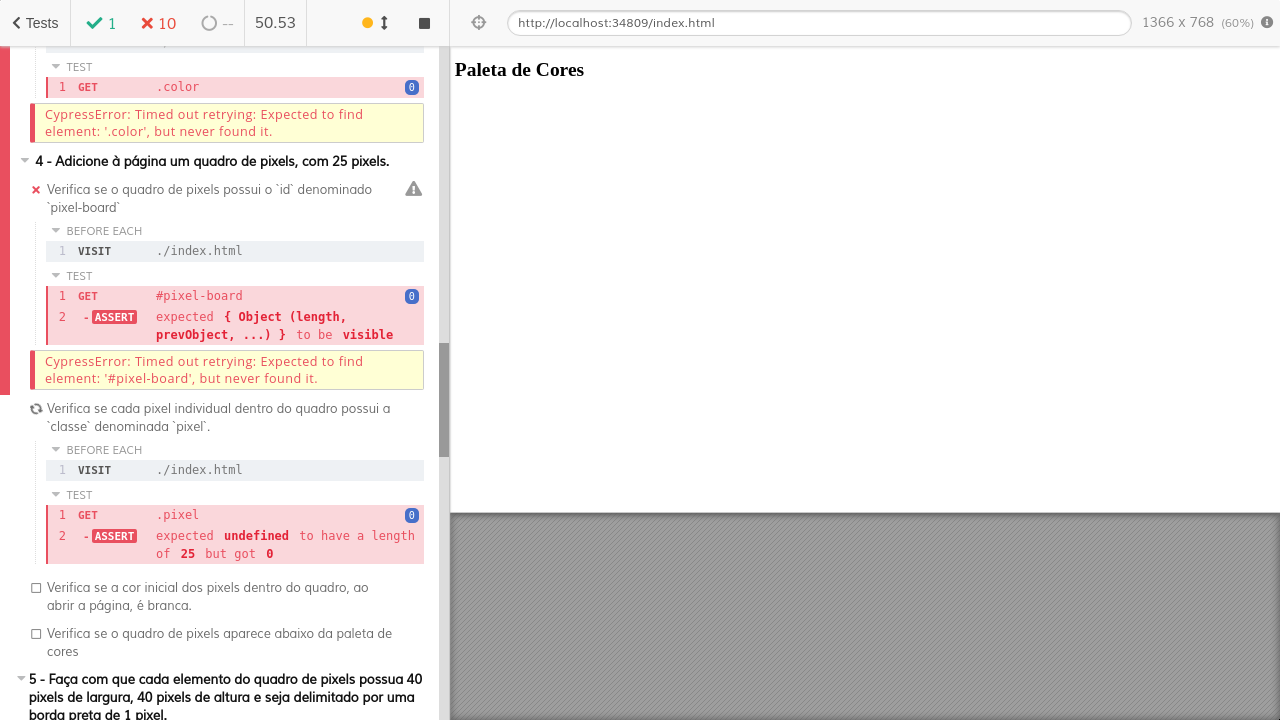 Tests 1 10 -- 50.53 http://localhost:34809/index.html 1366 x 768 (60%)
TEST
1 GET .color 0
CypressError: Timed out retrying: Expected to find
element: '.color', but never found it.
4 - Adicione à página um quadro de pixels, com 25 pixels.
Verifica se o quadro de pixels possui o `id` denominado
`pixel-board`
BEFORE EACH
1 VISIT ./index.html
TEST
1 GET #pixel-board 0
2 -ASSERT expected { Object (length,
prevObject, ...) } to be visible
CypressError: Timed out retrying: Expected to find
element: '#pixel-board', but never found it.
Verifica se cada pixel individual dentro do quadro possui a
`classe` denominada `pixel`.
BEFORE EACH
1 VISIT ./index.html
TEST
1 GET .pixel 0
2 -ASSERT expected undefined to have a length
of 25 but got 0
Verifica se a cor inicial dos pixels dentro do quadro, ao
abrir a página, é branca.
Verifica se o quadro de pixels aparece abaixo da paleta de
cores
5 - Faça com que cada elemento do quadro de pixels possua 40
pixels de largura, 40 pixels de altura e seja delimitado por uma
borda preta de 1 pixel.
Paleta de Cores